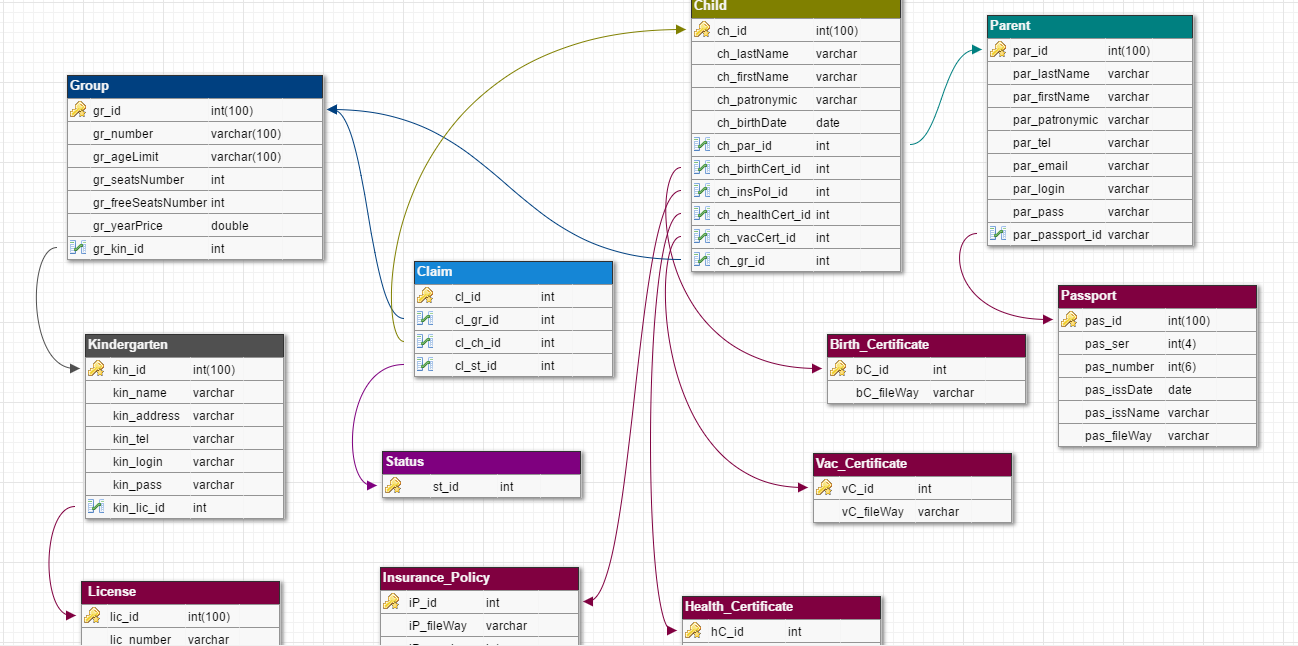 Child
ch_id int(100)
ch_lastName varchar
ch_firstName varchar
ch_patronymic varchar
ch_birthDate date
ch_par_id int
ch_birthCert_id int
ch_insPol_id int
ch_healthCert_id int
ch_vacCert_id int
ch_gr_id int
Parent
par_id int(100)
par_lastName varchar
par_firstName varchar
par_patronymic varchar
par_tel varchar
par_email varchar
par_login varchar
par_pass varchar
par_passport_id varchar
Group
gr_id int(100)
gr_number varchar(100)
gr_ageLimit varchar(100)
gr_seatsNumber int
gr_freeSeatsNumber int
gr_yearPrice double
gr_kin_id int
Claim
cl_id int
cl_gr_id int
cl_ch_id int
cl_st_id int
Passport
pas_id int(100)
pas_ser int(4)
pas_number int(6)
pas_issDate date
pas_issName varchar
pas_fileWay varchar
Kindergarten
kin_id int(100)
kin_name varchar
kin_address varchar
kin_tel varchar
kin_login varchar
kin_pass varchar
kin_lic_id int
Birth_Certificate
bC_id int
bC_fileWay varchar
Status
st_id int
Vac_Certificate
vC_id int
vC_fileWay varchar
License
lic_id int(100)
lic_number varchar
Insurance_Policy
iP_id int
iP_fileWay varchar
Health_Certificate
hC_id int